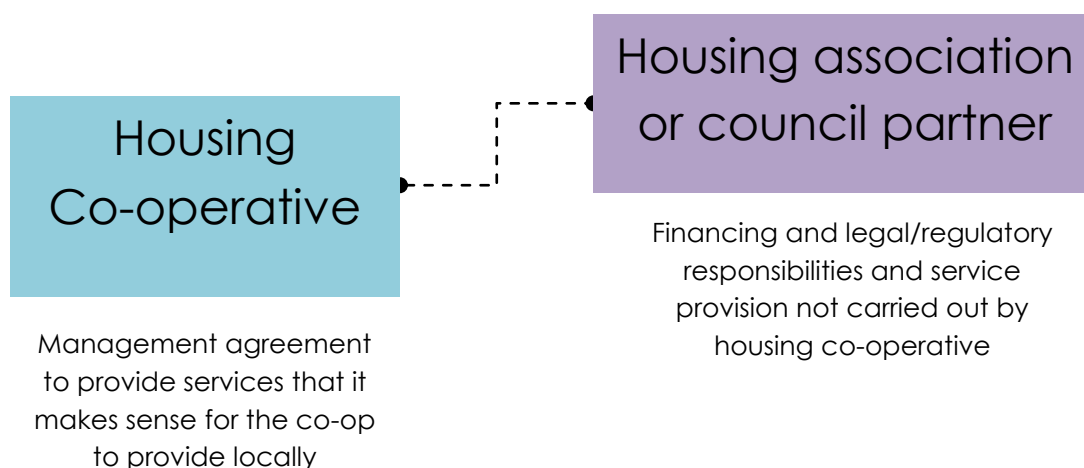 Housing
Co-operative
Management agreement
to provide services that it
makes sense for the co-op
to provide locally
Housing association
or council partner
Financing and legal/regulatory
responsibilities and service
provision not carried out by
housing co-operative